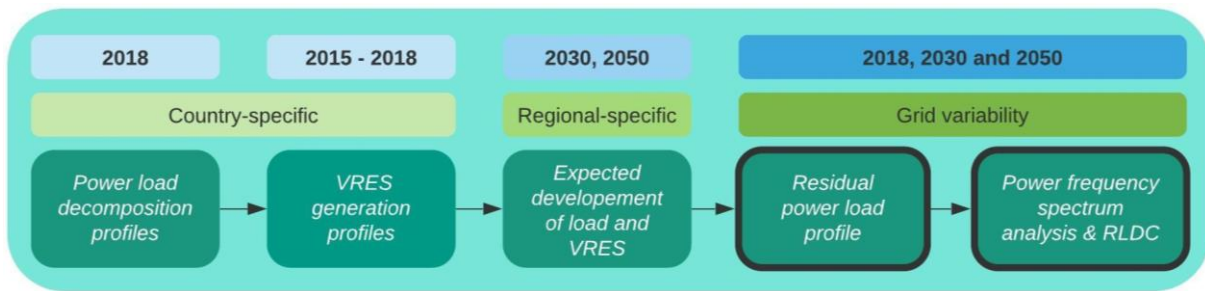 2018
2015 - 2018
2030, 2050
2018, 2030 and 2050
Country-specific
Regional-specific
Grid variability
Power load
decomposition
profiles
VRES
generation
profiles
Expected
developement
of load and
VRES
Residual
power load
profile
Power frequency
spectrum
analysis & RLDC